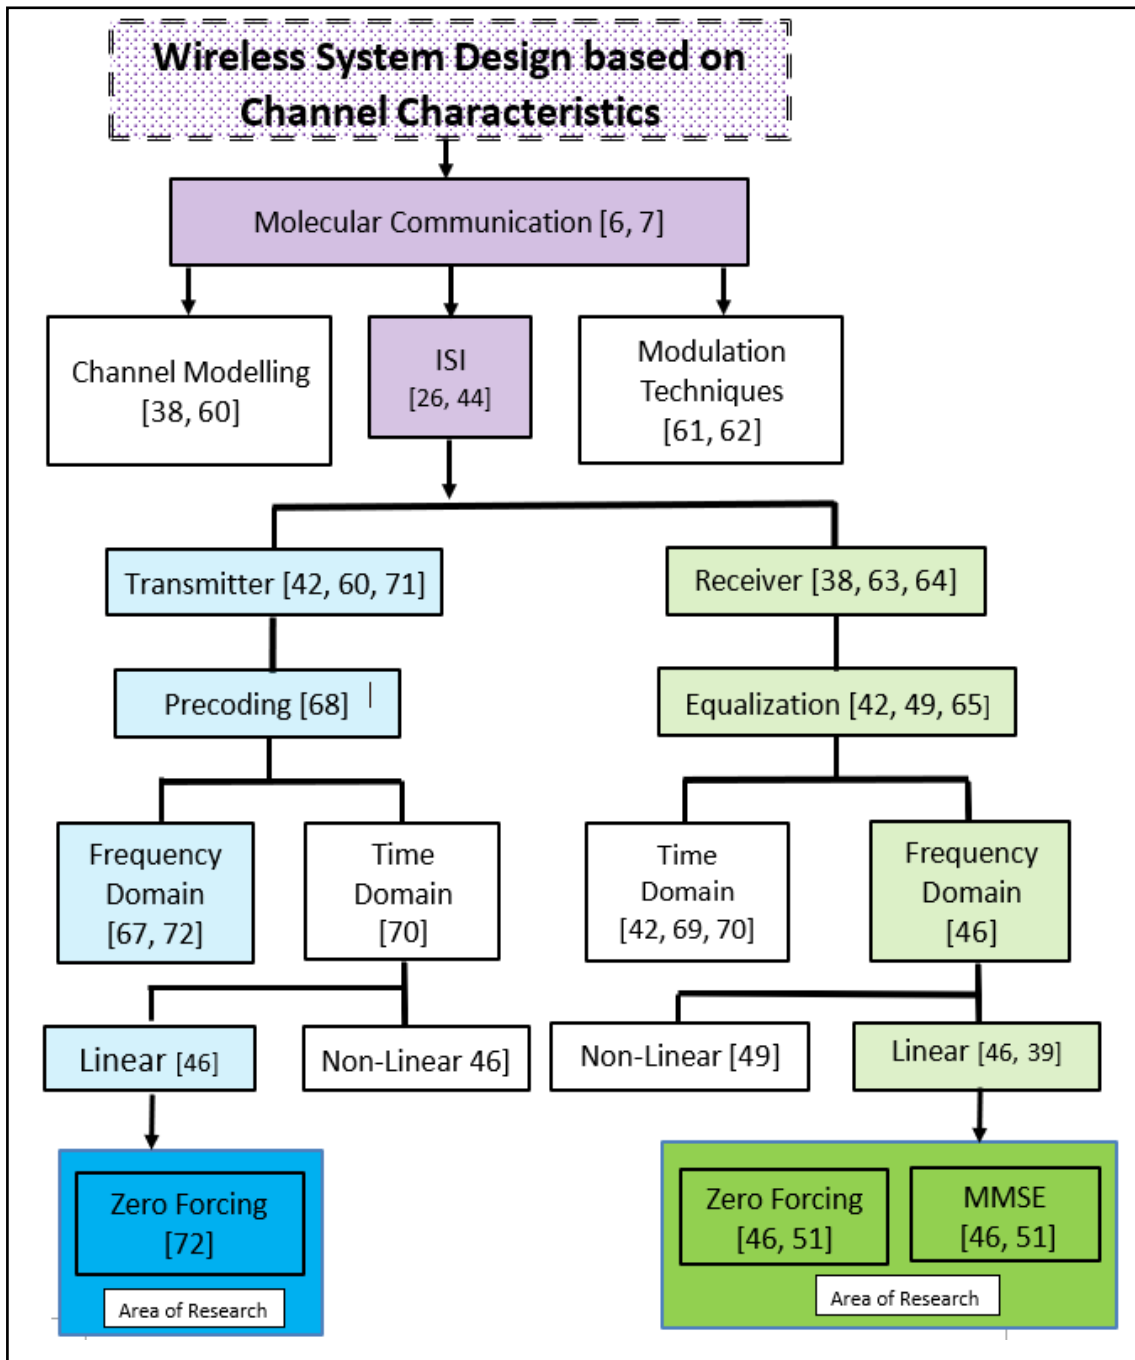 Wireless System Design based on
Channel Characteristics
Molecular Communication [6, 7]
Channel Modelling
[38, 60]
ISI
[26, 44]
Modulation
Techniques
[61, 62]
Transmitter [42, 60, 71]
Receiver [38, 63, 64]
Precoding [68]
Equalization [42, 49, 65]
Frequency
Domain
[67, 72]
Time
Domain
[70]
Time
Domain
[42, 69, 70]
Frequency
Domain
[46]
Linear [46]
Non-Linear 46]
Non-Linear [49]
Linear [46, 39]
Zero Forcing
[72]
Area of Research
Zero Forcing
[46, 51]
MMSE
[46, 51]
Area of Research